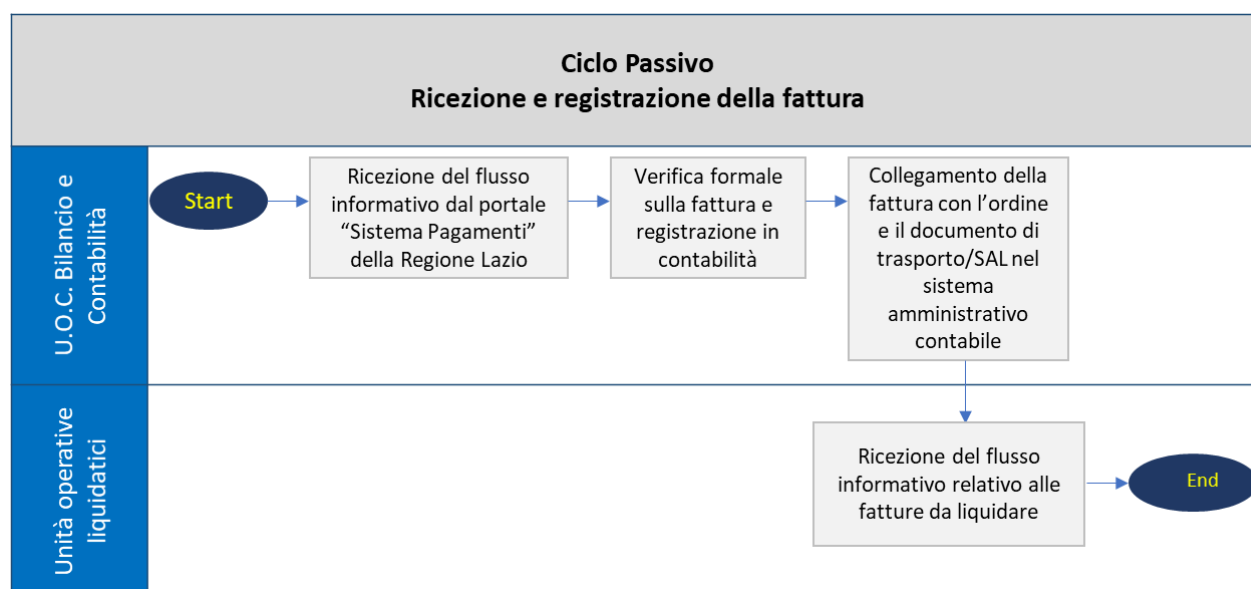 Ciclo Passivo
Ricezione e registrazione della fattura
U.O.C. Bilancio e
Contabilità
Start
Ricezione del flusso
informativo dal portale
“Sistema Pagamenti”
della Regione Lazio
Verifica formale
sulla fattura e
registrazione in
contabilità
Collegamento della
fattura con l’ordine
e il documento di
trasporto/SAL nel
sistema
amministrativo
contabile
Unità operative
liquidatici
Ricezione del flusso
informativo relativo alle
fatture da liquidare
End